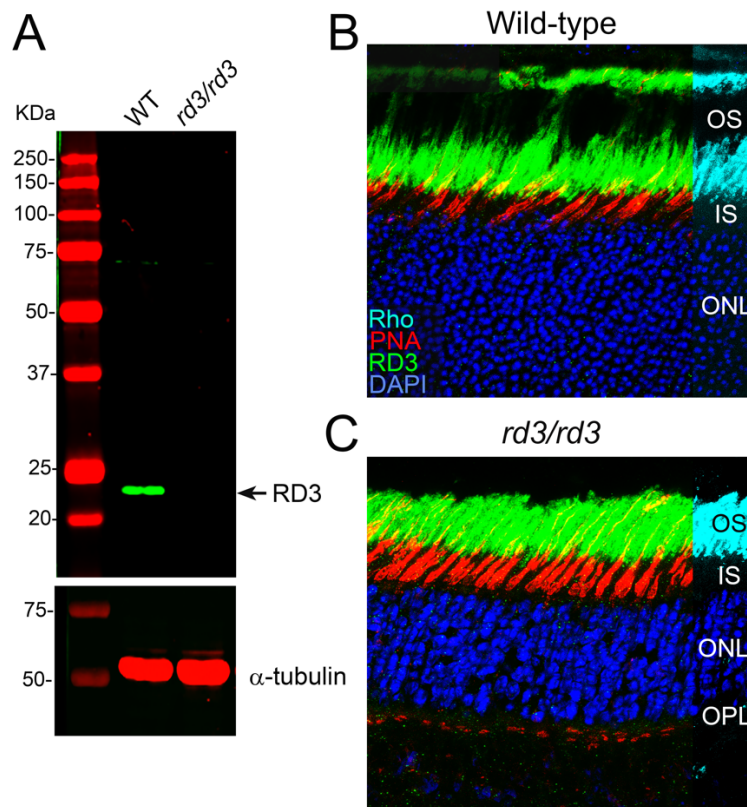 A
KDa
WT
rd3/rd3
250-
150-
100-
75-
50-
37-
25-
20-
RD3
75-
50-
α-tubulin
B
Wild-type
OS
IS
ONL
Rho
PNA
RD3
DAPI
C
rd3/rd3
OS
IS
ONL
OPL